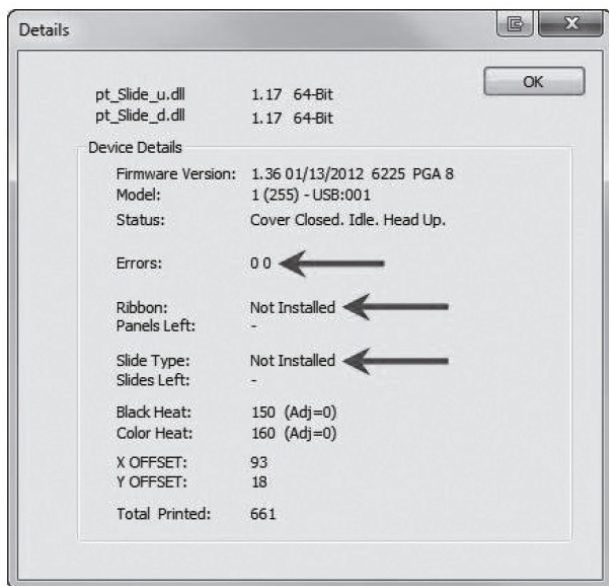 Details
OK
pt_Slide_u.dll 1.17 64-Bit
pt_Slide_d.dll 1.17 64-Bit
Device Details
Firmware Version: 1.36 01/13/2012 6225 PGA 8
Model: 1 (255) - USB:001
Status: Cover Closed. Idle. Head Up.
Errors: 0 0
Ribbon: Not Installed
Panels Left: -
Slide Type: Not Installed
Slides Left: -
Black Heat: 150 (Adj=0)
Color Heat: 160 (Adj=0)
X OFFSET: 93
Y OFFSET: 18
Total Printed: 661